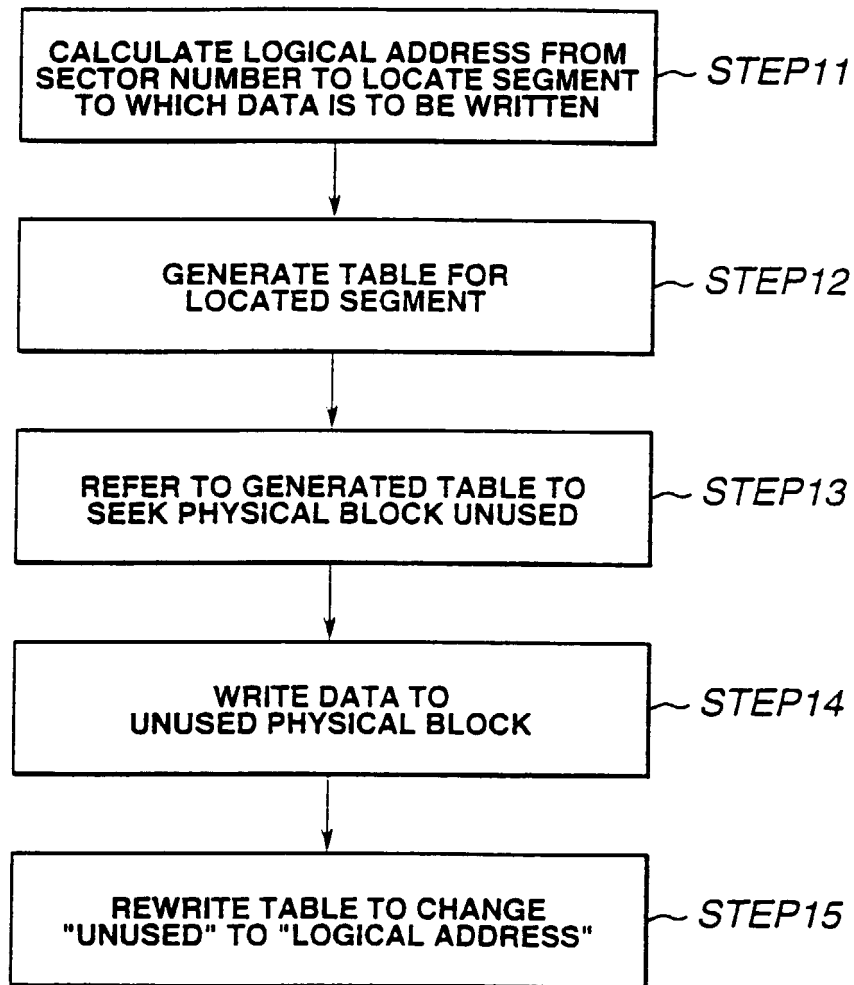 CALCULATE LOGICAL ADDRESS FROM
SECTOR NUMBER TO LOCATE SEGMENT
TO WHICH DATA IS TO BE WRITTEN
STEP11
GENERATE TABLE FOR
LOCATED SEGMENT
STEP12
REFER TO GENERATED TABLE TO
SEEK PHYSICAL BLOCK UNUSED
STEP13
WRITE DATA TO
UNUSED PHYSICAL BLOCK
STEP14
REWRITE TABLE TO CHANGE
"UNUSED" TO "LOGICAL ADDRESS"
STEP15